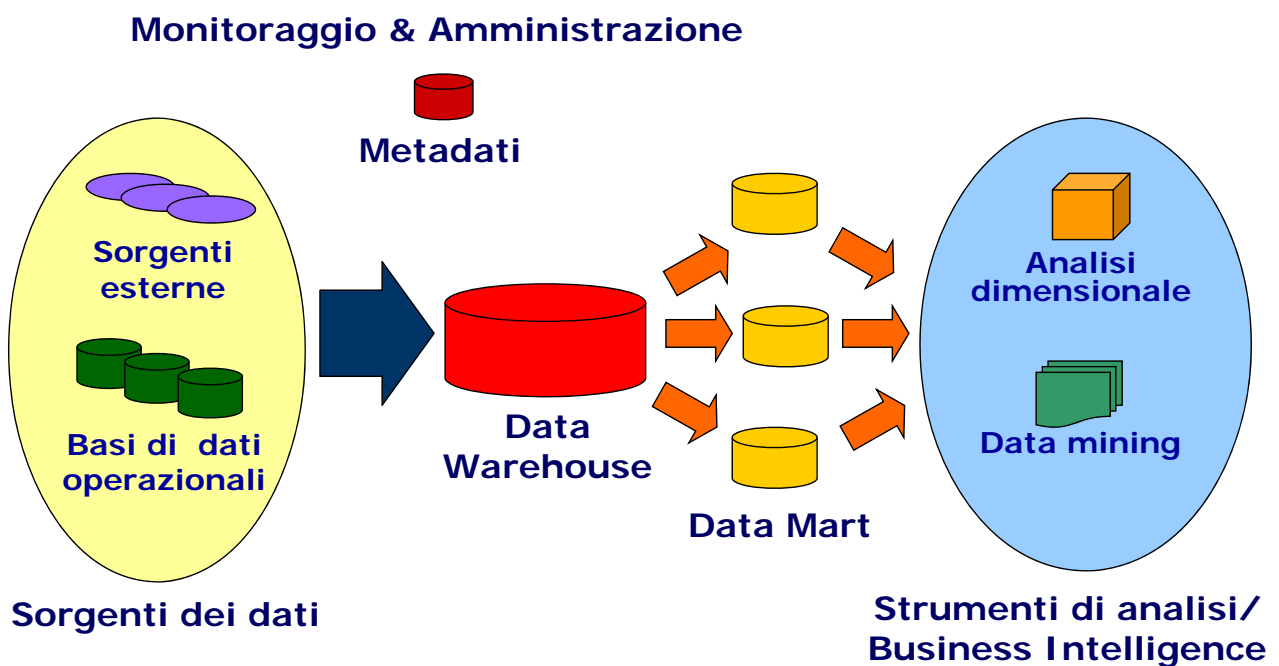 Monitoraggio & Amministrazione
Metadati
Sorgenti
esterne
Basi di dati
operazionali
Sorgenti dei dati
Data
Warehouse
Data Mart
Analisi
dimensionale
Data mining
Strumenti di analisi/
Business Intelligence